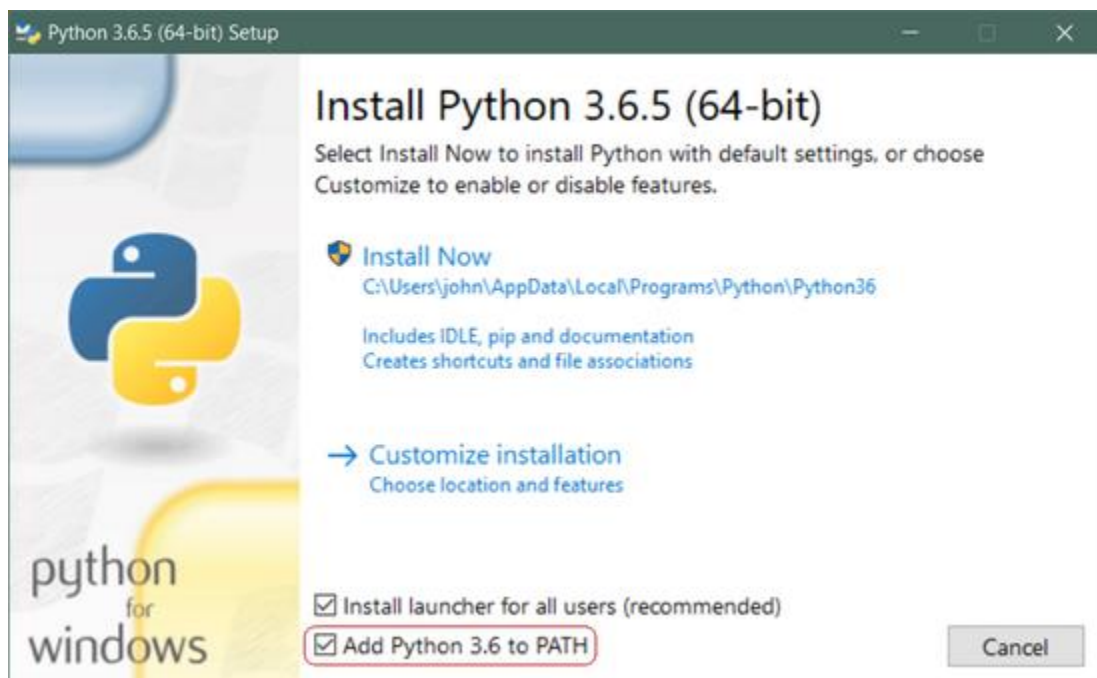 Python 3.6.5 (64-bit) Setup
Install Python 3.6.5 (64-bit)
Select Install Now to install Python with default settings, or choose
Customize to enable or disable features.
Install Now
C:\Users\john\AppData\Local\Programs\Python\Python36
Includes IDLE, pip and documentation
Creates shortcuts and file associations
Customize installation
Choose location and features
python
for
windows
Install launcher for all users (recommended)
Add Python 3.6 to PATH
Cancel